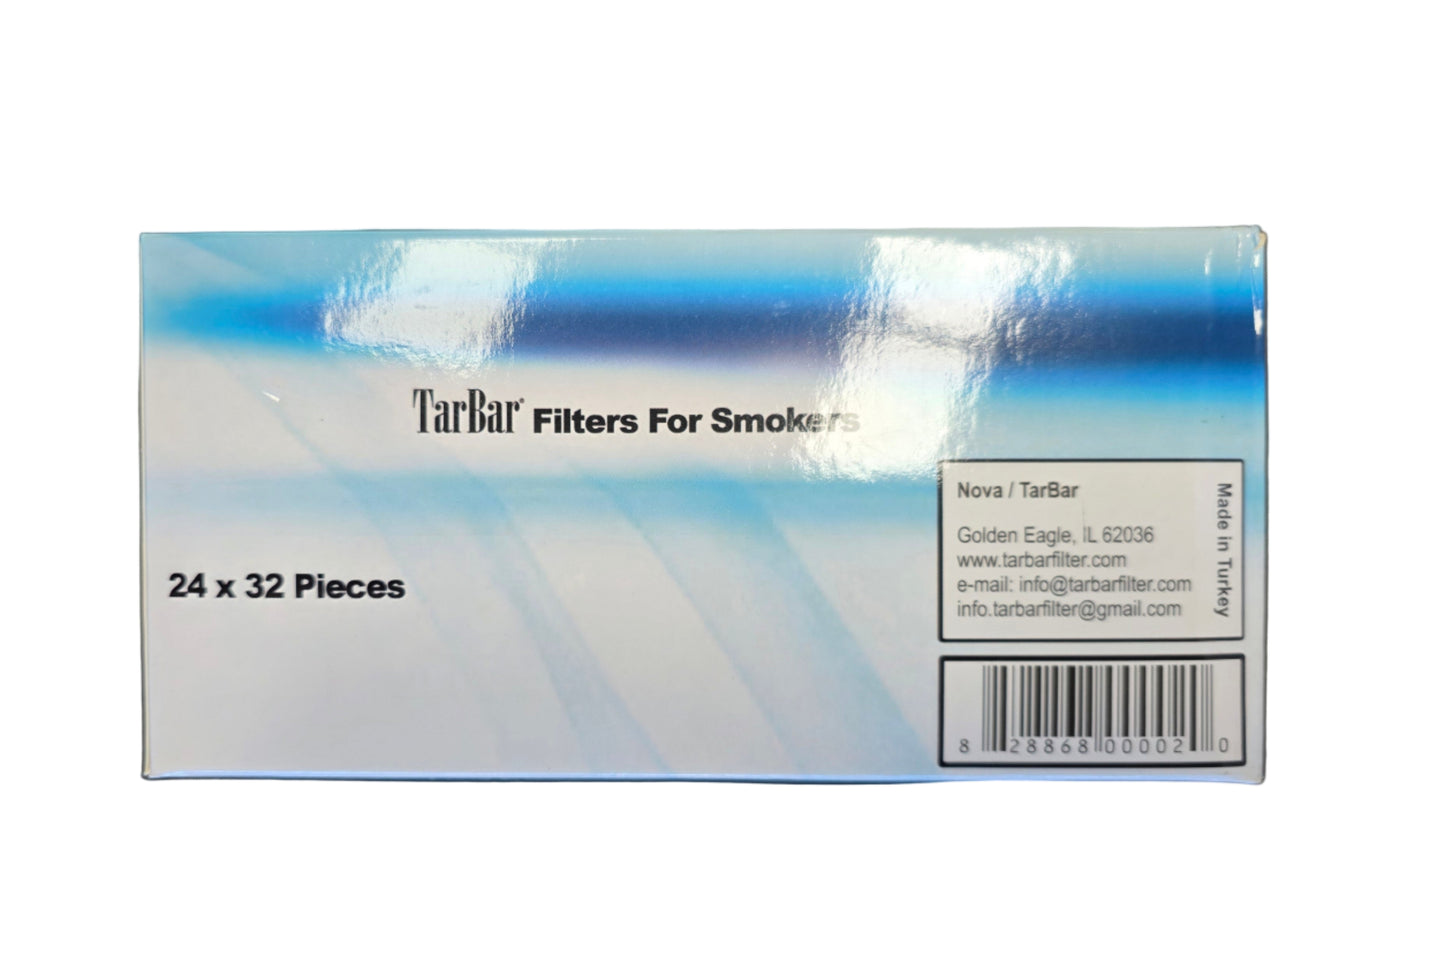 TarBar® Filters For Smokers
24 x 32 Pieces
Nova / TarBar
Golden Eagle, IL 62036
www.tarbarfilter.com
e-mail: info@tarbarfilter.com
info.tarbarfilter@gmail.com
Made in Turkey
8 28868 00002 0